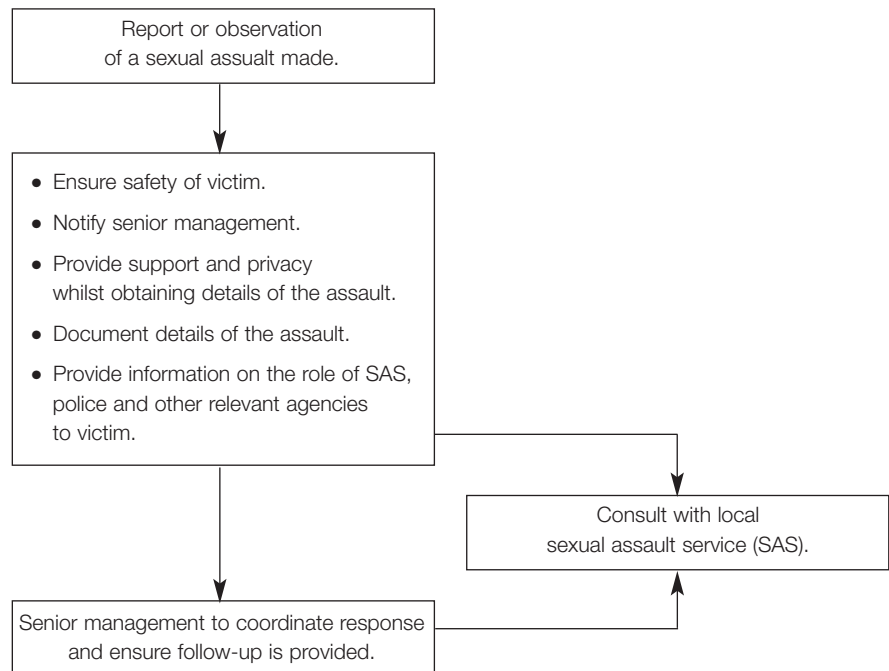 Report or observation
of a sexual assualt made.
• Ensure safety of victim.
• Notify senior management.
• Provide support and privacy
whilst obtaining details of the assault.
• Document details of the assault.
• Provide information on the role of SAS,
police and other relevant agencies
to victim.
Consult with local
sexual assault service (SAS).
Senior management to coordinate response
and ensure follow-up is provided.